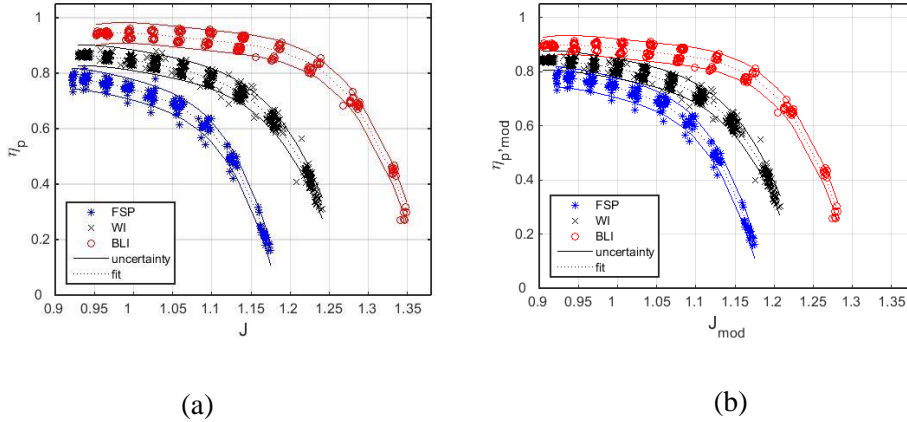 1
0.8
0.6
0.4
0.2
0
ηp
FSP
WI
BLI
uncertainty
fit
0.9 0.95 1 1.05 1.1 1.15 1.2 1.25 1.3 1.35
J
(a)
1
0.8
0.6
0.4
0.2
0
ηp,mod
FSP
WI
BLI
uncertainty
fit
0.9 0.95 1 1.05 1.1 1.15 1.2 1.25 1.3 1.35
Jmod
(b)